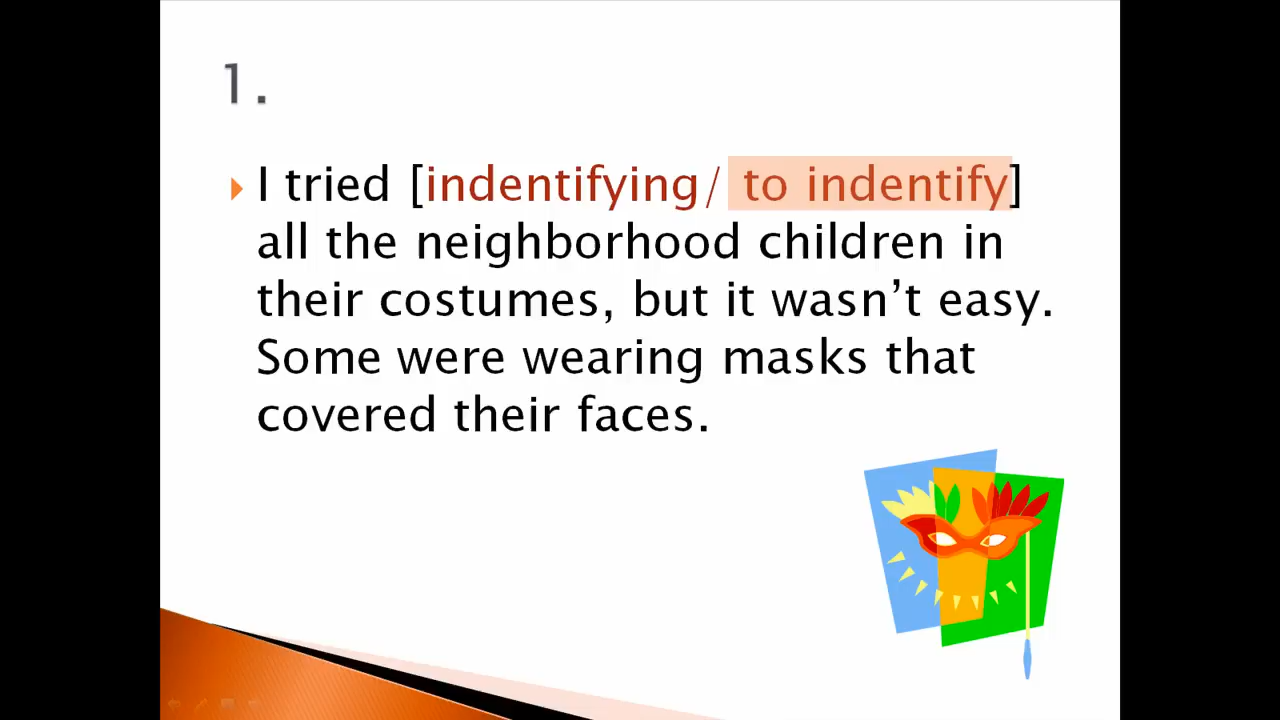 1.
I tried [indentifying/ to indentify]
all the neighborhood children in
their costumes, but it wasn’t easy.
Some were wearing masks that
covered their faces.